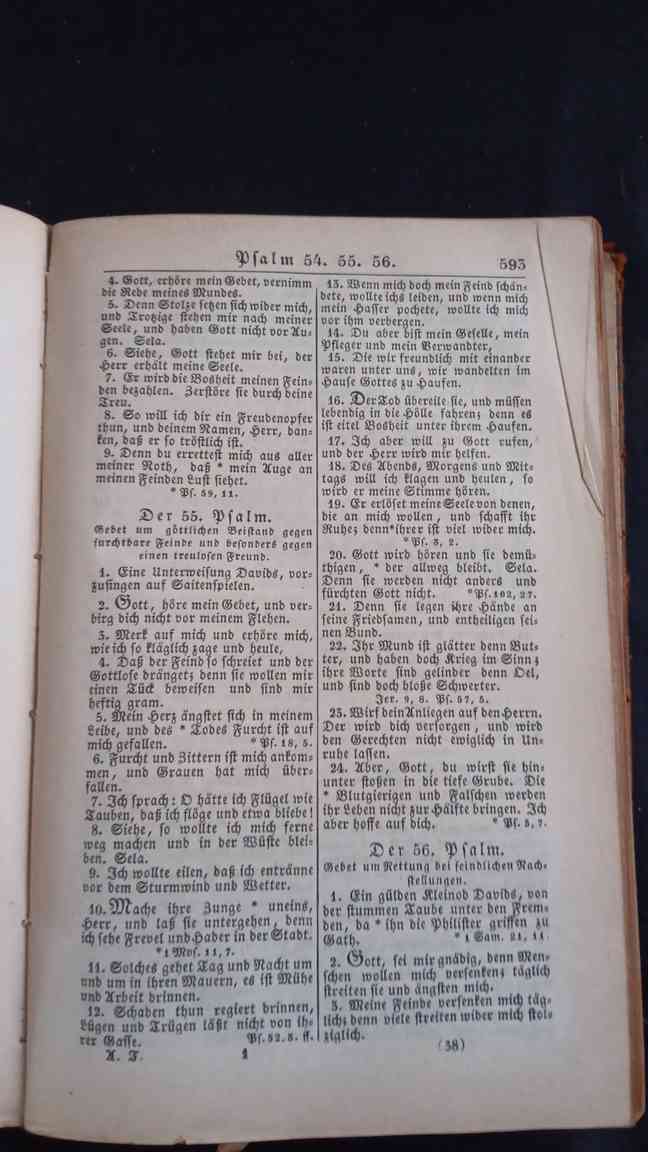 Psalm 54. 55. 56.
593
4. Gott, erhöre mein Gebet, vernimm
die Rede meines Mundes.
5. Denn Stolze setzen sich wider mich,
und Trotzige stehen mir nach meiner
Seele, und haben Gott nicht vor Au-
gen. Sela.
6. Siehe, Gott stehet mir bei, der
Herr erhält meine Seele.
7. Er wird die Bosheit meinen Fein-
den bezahlen. Zerstöre sie durch deine
Treu.
8. So will ich dir ein Freudenopfer
thun, und deinem Namen, Herr, dan-
ken, daß er so tröstlich ist.
9. Denn du errettest mich aus aller
meiner Noth, daß * mein Auge an
meinen Feinden Lust siehet.
* Ps. 59, 11.
Der 55. Psalm.
Gebet um göttlichen Beistand gegen
furchtbare Feinde und besonders gegen
einen treulosen Freund.
1. Eine Unterweisung Davids, vor-
zusingen auf Saitenspielen.
2. Gott, höre mein Gebet, und ver-
birg dich nicht vor meinem Flehen.
3. Merk auf mich und erhöre mich,
wie ich so kläglich zage und heule,
4. Daß der Feind so schreiet und der
Gottlose dränget; denn sie wollen mir
einen Tück beweisen und sind mir
heftig gram.
5. Mein Herz ängstet sich in meinem
Leibe, und des * Todes Furcht ist auf
mich gefallen. * Ps. 18, 5.
6. Furcht und Zittern ist mich ankom-
men, und Grauen hat mich über-
fallen.
7. Ich sprach: O hätte ich Flügel wie
Tauben, daß ich flöge und etwa bliebe!
8. Siehe, so wollte ich mich ferne
weg machen und in der Wüste blei-
ben. Sela.
9. Ich wollte eilen, daß ich entränne
vor dem Sturmwind und Wetter.
10. Mache ihre Zunge * uneins,
Herr, und laß sie untergehen, denn
ich sehe Frevel und Hader in der Stadt.
* 1 Mos. 11, 7.
11. Solches gehet Tag und Nacht um
und um in ihren Mauern, es ist Mühe
und Arbeit drinnen.
12. Schaden thun regiert drinnen,
Lügen und Trügen läßt nicht von ih-
rer Gasse. Ps. 52. 5. ff.
A. T. 1
13. Wenn mich doch mein Feind schän-
dete, wollte ichs leiden, und wenn mich
mein Hasser pochete, wollte ich mich
vor ihm verbergen.
14. Du aber bist mein Geselle, mein
Pfleger und mein Verwandter,
15. Die wir freundlich mit einander
waren unter uns, wir wandelten im
Hause Gottes zu Haufen.
16. Der Tod übereile sie, und müssen
lebendig in die Hölle fahren; denn es
ist eitel Bosheit unter ihrem Haufen.
17. Ich aber will zu Gott rufen,
und der Herr wird mir helfen.
18. Des Abends, Morgens und Mit-
tags will ich klagen und heulen, so
wird er meine Stimme hören.
19. Er erlöset meine Seele von denen,
die an mich wollen, und schafft ihr
Ruhe; denn * ihrer ist viel wider mich.
* Ps. 3, 2.
20. Gott wird hören und sie demü-
thigen, * der allweg bleibt. Sela.
Denn sie werden nicht anders und
fürchten Gott nicht. * Ps. 102, 27.
21. Denn sie legen ihre Hände an
seine Friedsamen, und entheiligen sei-
nen Bund.
22. Ihr Mund ist glätter denn But-
ter, und haben doch Krieg im Sinn;
ihre Worte sind gelinder denn Oel,
und sind doch bloße Schwerter.
Jer. 9, 8. Ps. 57, 5.
23. Wirf dein Anliegen auf den Herrn.
Der wird dich versorgen, und wird
den Gerechten nicht ewiglich in Un-
ruhe lassen.
24. Aber, Gott, du wirst sie hin-
unter stoßen in die tiefe Grube. Die
* Blutgierigen und Falschen werden
ihr Leben nicht zur Hälfte bringen. Ich
aber hoffe auf dich. * Ps. 5, 7.
Der 56. Psalm.
Gebet um Rettung bei feindlichen Nach-
stellungen.
1. Ein gülden Kleinod Davids, von
der stummen Taube unter den Frem-
den, da * ihn die Philister griffen zu
Gath. * 1 Sam. 21, 11
2. Gott, sei mir gnädig, denn Men-
schen wollen mich versenken; täglich
streiten sie und ängsten mich.
3. Meine Feinde versenken mich täg-
lich; denn viele streiten wider mich stol-
ziglich.
(38)